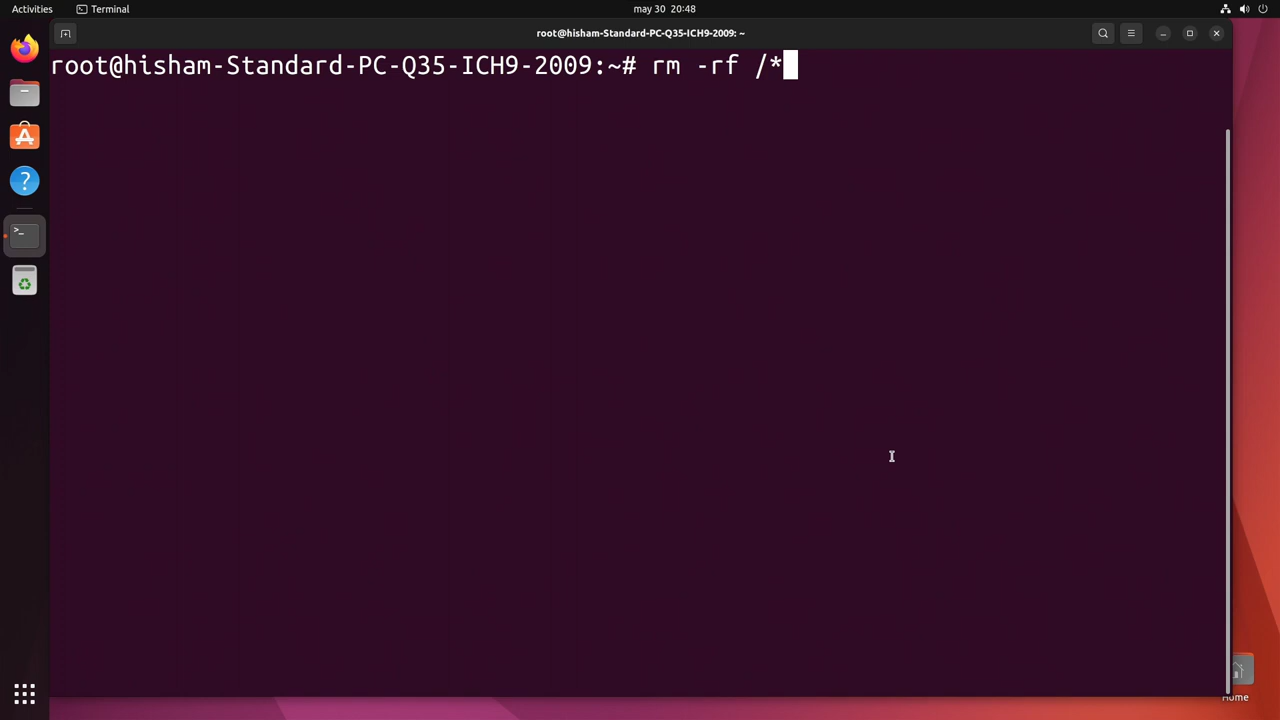 Activities Terminal may 30 20:48
root@hisham-Standard-PC-Q35-ICH9-2009: ~
root@hisham-Standard-PC-Q35-ICH9-2009:~# rm -rf /*
Home